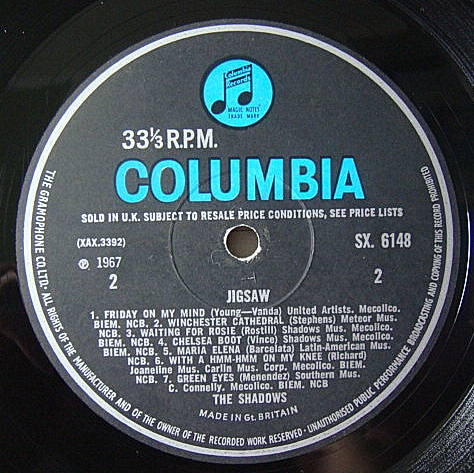 Columbia
Records
MAGIC NOTES
TRADE MARK
33⅓ R.P.M.
COLUMBIA
SOLD IN U.K. SUBJECT TO RESALE PRICE CONDITIONS, SEE PRICE LISTS
(XAX.3392)
SX. 6148
℗ 1967
2
2
JIGSAW
1. FRIDAY ON MY MIND (Young—Vanda) United Artists. Mecolico.
BIEM. NCB. 2. WINCHESTER CATHEDRAL (Stephens) Meteor Mus.
Mecolico. NCB. 3. WAITING FOR ROSIE (Rostill) Shadows Mus. Mecolico.
BIEM. NCB. 4. CHELSEA BOOT (Vince) Shadows Mus. Mecolico.
BIEM. NCB. 5. MARIA ELENA (Barcelata) Latin-American Mus.
NCB. 6. WITH A HMM-HMM ON MY KNEE (Richard)
Joaneline Mus. Carlin Mus. Corp. Mecolico. BIEM.
NCB. 7. GREEN EYES (Menendez) Southern Mus.
C. Connelly. Mecolico. BIEM. NCB
THE SHADOWS
MADE IN Gt. BRITAIN
THE GRAMOPHONE CO. LTD. ALL RIGHTS OF THE MANUFACTURER AND OF THE OWNER OF THE RECORDED WORK RESERVED · UNAUTHORISED PUBLIC PERFORMANCE BROADCASTING AND COPYING OF THIS RECORD PROHIBITED